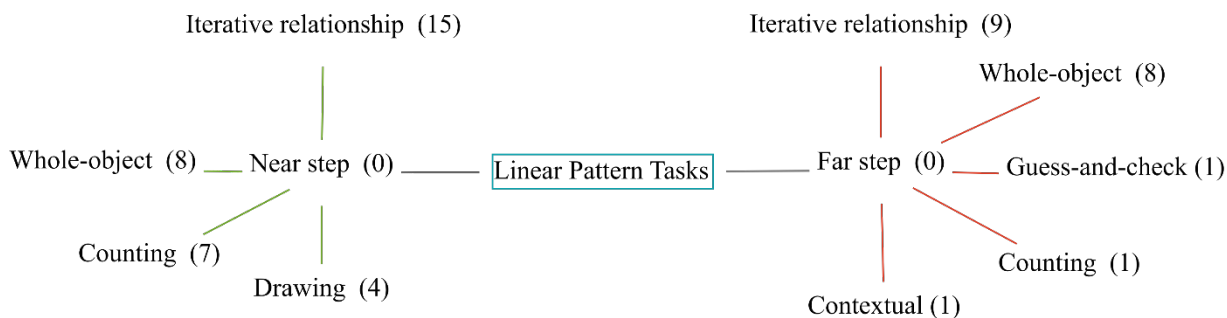 Iterative relationship (15)
Iterative relationship (9)
Whole-object (8)
Whole-object (8)
Near step (0)
Linear Pattern Tasks
Far step (0)
Guess-and-check (1)
Counting (7)
Counting (1)
Drawing (4)
Contextual (1)